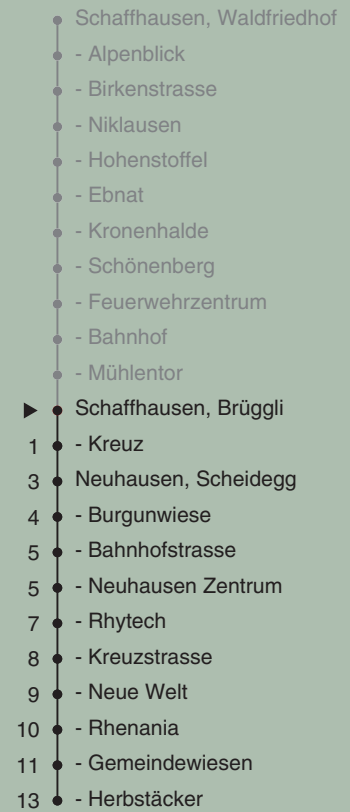 Schaffhausen, Waldfriedhof
- Alpenblick
- Birkenstrasse
- Niklausen
- Hohenstoffel
- Ebnat
- Kronenhalde
- Schönenberg
- Feuerwehrzentrum
- Bahnhof
- Mühlentor
Schaffhausen, Brüggli
1 - Kreuz
3 Neuhausen, Scheidegg
4 - Burgunwiese
5 - Bahnhofstrasse
5 - Neuhausen Zentrum
7 - Rhytech
8 - Kreuzstrasse
9 - Neue Welt
10 - Rhenania
11 - Gemeindewiesen
13 - Herbstäcker